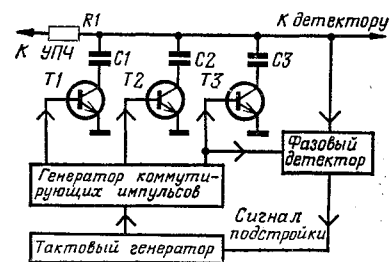 R1
К УПЧ
К детектору
C1
C2
C3
T1
T2
T3
Фазовый
детектор
Генератор коммути-
рующих импульсов
Сигнал
подстройки
Тактовый генератор